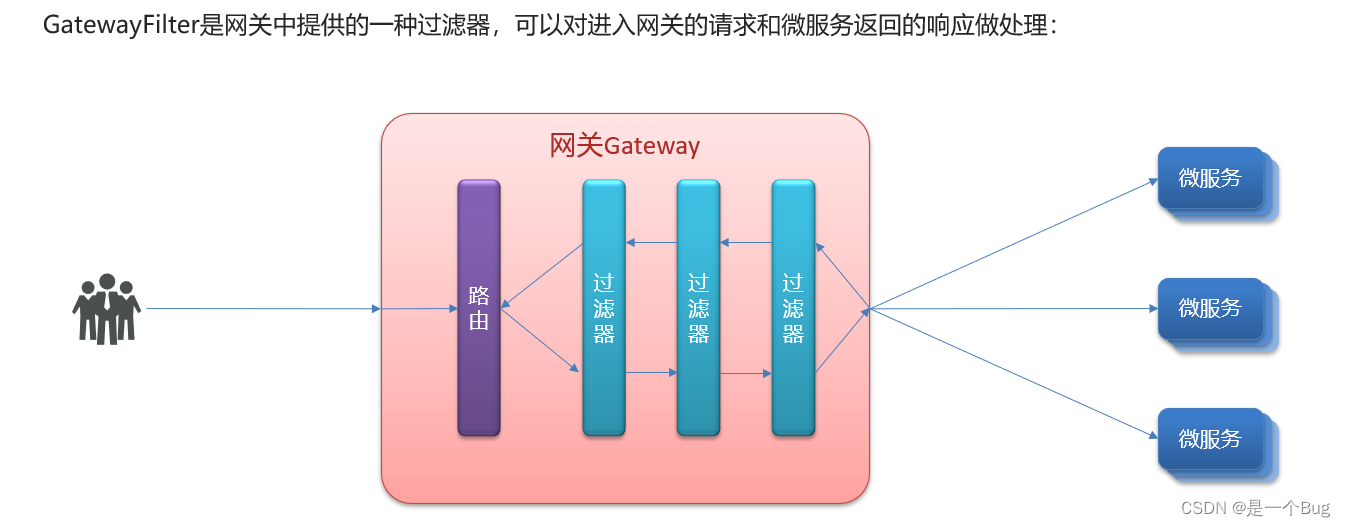 GatewayFilter是网关中提供的一种过滤器，可以对进入网关的请求和微服务返回的响应做处理：
网关Gateway
路由
过滤器
过滤器
过滤器
微服务
微服务
微服务
CSDN @是一个Bug